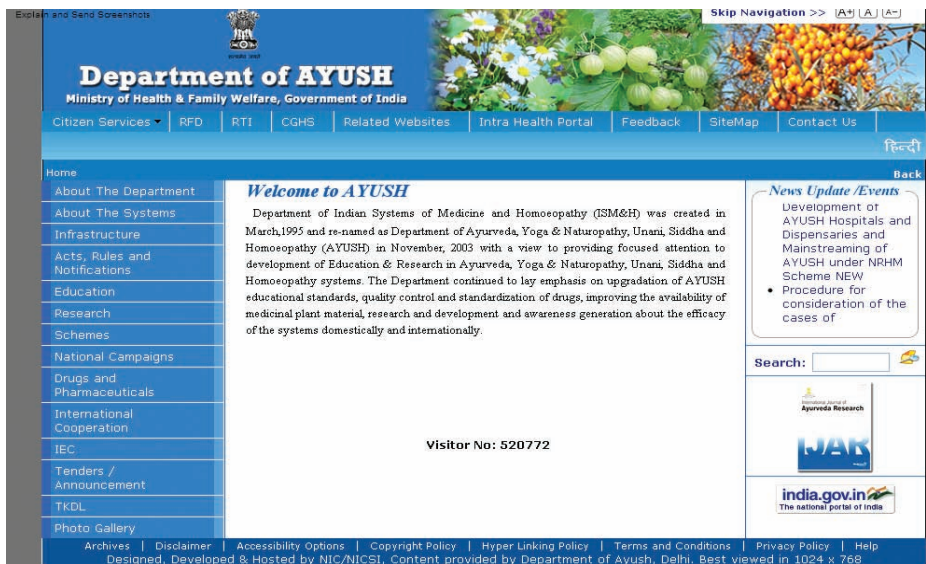 Explain and Send Screenshots
Skip Navigation >> A+ A A-
Department of AYUSH
Ministry of Health & Family Welfare, Government of India
Citizen Services RFD RTI CGHS Related Websites Intra Health Portal Feedback SiteMap Contact Us
हिन्दी
Home Back
About The Department
About The Systems
Infrastructure
Acts, Rules and
Notifications
Education
Research
Schemes
National Campaigns
Drugs and
Pharmaceuticals
International
Cooperation
IEC
Tenders /
Announcement
TKDL
Photo Gallery
Welcome to AYUSH
Department of Indian Systems of Medicine and Homoeopathy (ISM&H) was created in
March,1995 and re-named as Department of Ayurveda, Yoga & Naturopathy, Unani, Siddha and
Homoeopathy (AYUSH) in November, 2003 with a view to providing focused attention to
development of Education & Research in Ayurveda, Yoga & Naturopathy, Unani, Siddha and
Homoeopathy systems. The Department continued to lay emphasis on upgradation of AYUSH
educational standards, quality control and standardization of drugs, improving the availability of
medicinal plant material, research and development and awareness generation about the efficacy
of the systems domestically and internationally.
Visitor No: 520772
News Update /Events
Development of
AYUSH Hospitals and
Dispensaries and
Mainstreaming of
AYUSH under NRHM
Scheme NEW
• Procedure for
consideration of the
cases of
Search:
International Journal of
Ayurveda Research
IJAR
india.gov.in
The national portal of India
Archives | Disclaimer | Accessibility Options | Copyright Policy | Hyper Linking Policy | Terms and Conditions | Privacy Policy | Help
Designed, Developed & Hosted by NIC/NICSI, Content provided by Department of Ayush, Delhi. Best viewed in 1024 x 768